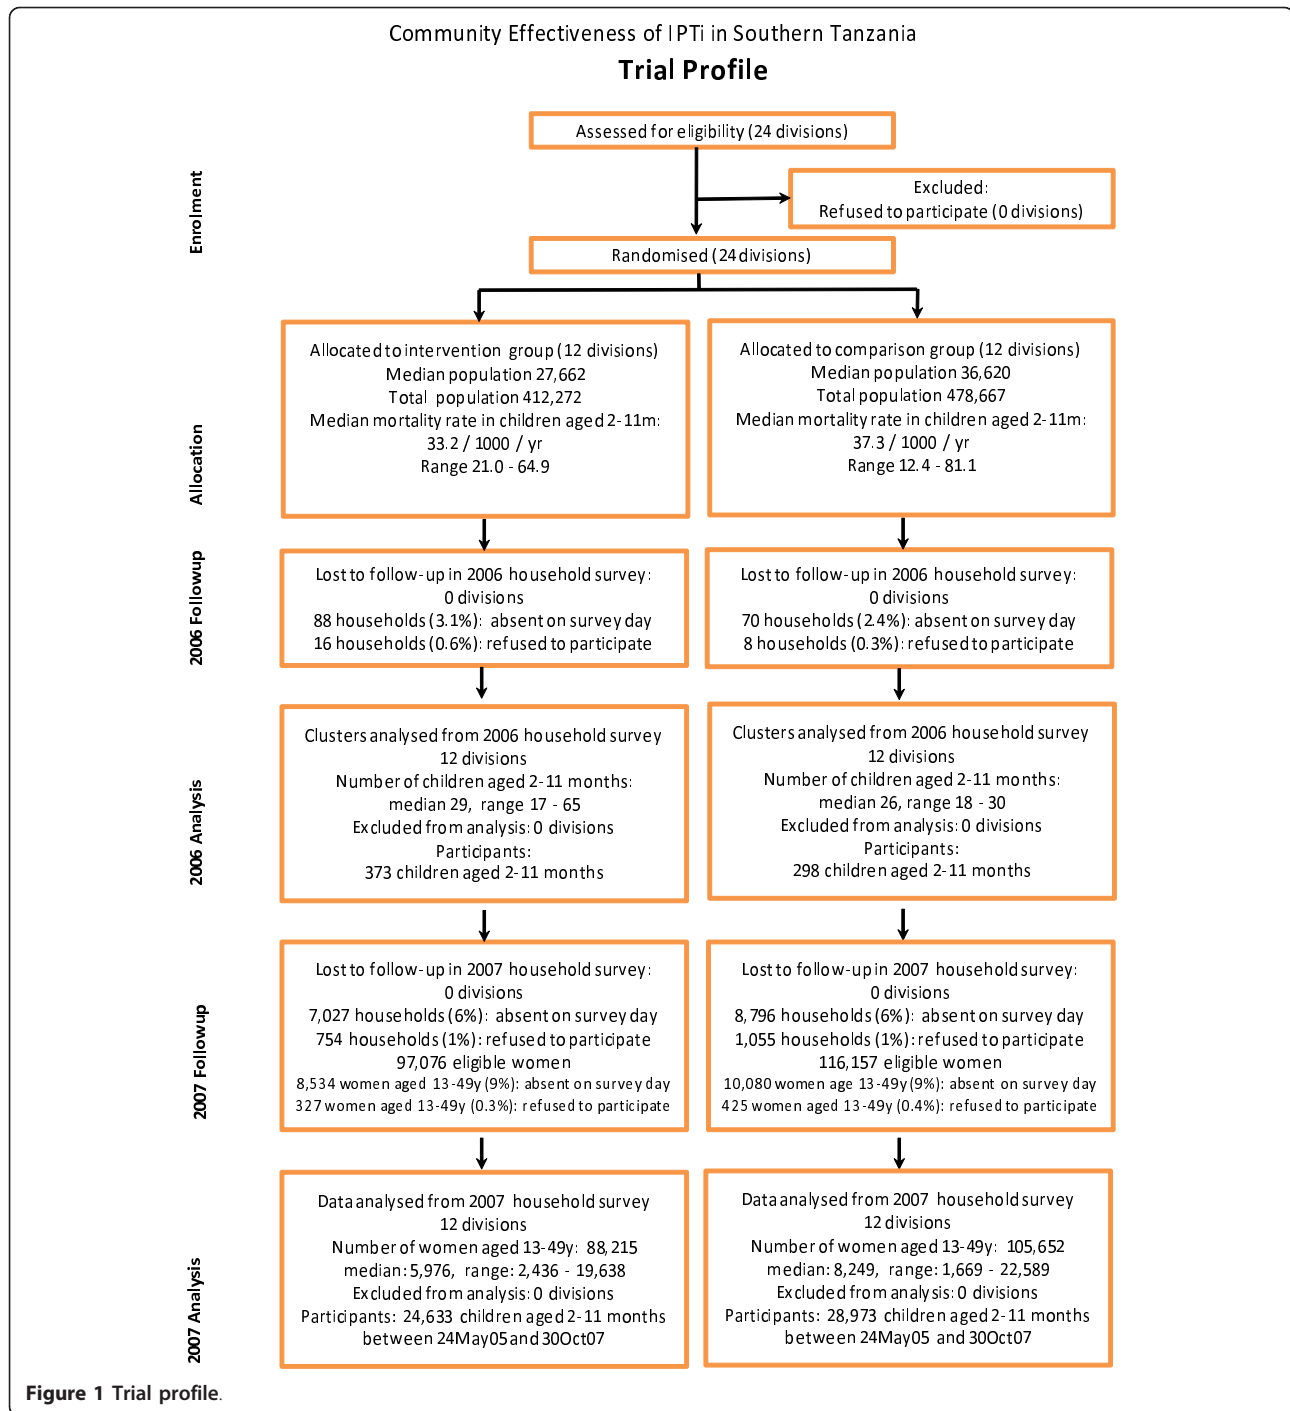 Community Effectiveness of IPTi in Southern Tanzania
Trial Profile
Assessed for eligibility (24 divisions)
Enrolment
Excluded:
Refused to participate (0 divisions)
Randomised (24 divisions)
Allocation
Allocated to intervention group (12 divisions)
Median population 27,662
Total population 412,272
Median mortality rate in children aged 2-11m:
33.2 / 1000 / yr
Range 21.0 - 64.9
Allocated to comparison group (12 divisions)
Median population 36,620
Total population 478,667
Median mortality rate in children aged 2-11m:
37.3 / 1000 / yr
Range 12.4 - 81.1
2006 Followup
Lost to follow-up in 2006 household survey:
0 divisions
88 households (3.1%): absent on survey day
16 households (0.6%): refused to participate
Lost to follow-up in 2006 household survey:
0 divisions
70 households (2.4%): absent on survey day
8 households (0.3%): refused to participate
2006 Analysis
Clusters analysed from 2006 household survey
12 divisions
Number of children aged 2-11 months:
median 29, range 17 - 65
Excluded from analysis: 0 divisions
Participants:
373 children aged 2-11 months
Clusters analysed from 2006 household survey
12 divisions
Number of children aged 2-11 months:
median 26, range 18 - 30
Excluded from analysis: 0 divisions
Participants:
298 children aged 2-11 months
2007 Followup
Lost to follow-up in 2007 household survey:
0 divisions
7,027 households (6%): absent on survey day
754 households (1%): refused to participate
97,076 eligible women
8,534 women aged 13-49y (9%): absent on survey day
327 women aged 13-49y (0.3%): refused to participate
Lost to follow-up in 2007 household survey:
0 divisions
8,796 households (6%): absent on survey day
1,055 households (1%): refused to participate
116,157 eligible women
10,080 women age 13-49y (9%): absent on survey day
425 women aged 13-49y (0.4%): refused to participate
2007 Analysis
Data analysed from 2007 household survey
12 divisions
Number of women aged 13-49y: 88,215
median: 5,976, range: 2,436 - 19,638
Excluded from analysis: 0 divisions
Participants: 24,633 children aged 2-11 months
between 24May05 and 30Oct07
Data analysed from 2007 household survey
12 divisions
Number of women aged 13-49y: 105,652
median: 8,249, range: 1,669 - 22,589
Excluded from analysis: 0 divisions
Participants: 28,973 children aged 2-11 months
between 24May05 and 30Oct07
Figure 1 Trial profile.